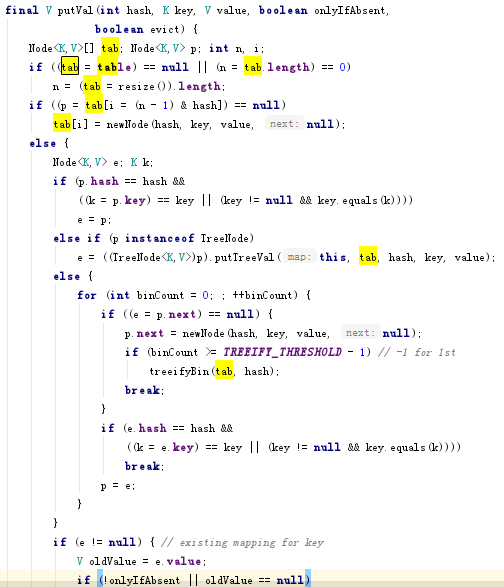 final V putVal(int hash, K key, V value, boolean onlyIfAbsent,
boolean evict) {
Node<K,V>[] tab; Node<K,V> p; int n, i;
if ((tab = table) == null || (n = tab.length) == 0)
n = (tab = resize()).length;
if ((p = tab[i = (n - 1) & hash]) == null)
tab[i] = newNode(hash, key, value, next: null);
else {
Node<K,V> e; K k;
if (p.hash == hash &&
((k = p.key) == key || (key != null && key.equals(k))))
e = p;
else if (p instanceof TreeNode)
e = ((TreeNode<K,V>)p).putTreeVal( map: this, tab, hash, key, value);
else {
for (int binCount = 0; ; ++binCount) {
if ((e = p.next) == null) {
p.next = newNode(hash, key, value, next: null);
if (binCount >= TREEIFY_THRESHOLD - 1) // -1 for 1st
treeifyBin(tab, hash);
break;
}
if (e.hash == hash &&
((k = e.key) == key || (key != null && key.equals(k))))
break;
p = e;
}
}
if (e != null) { // existing mapping for key
V oldValue = e.value;
if (!onlyIfAbsent || oldValue == null)